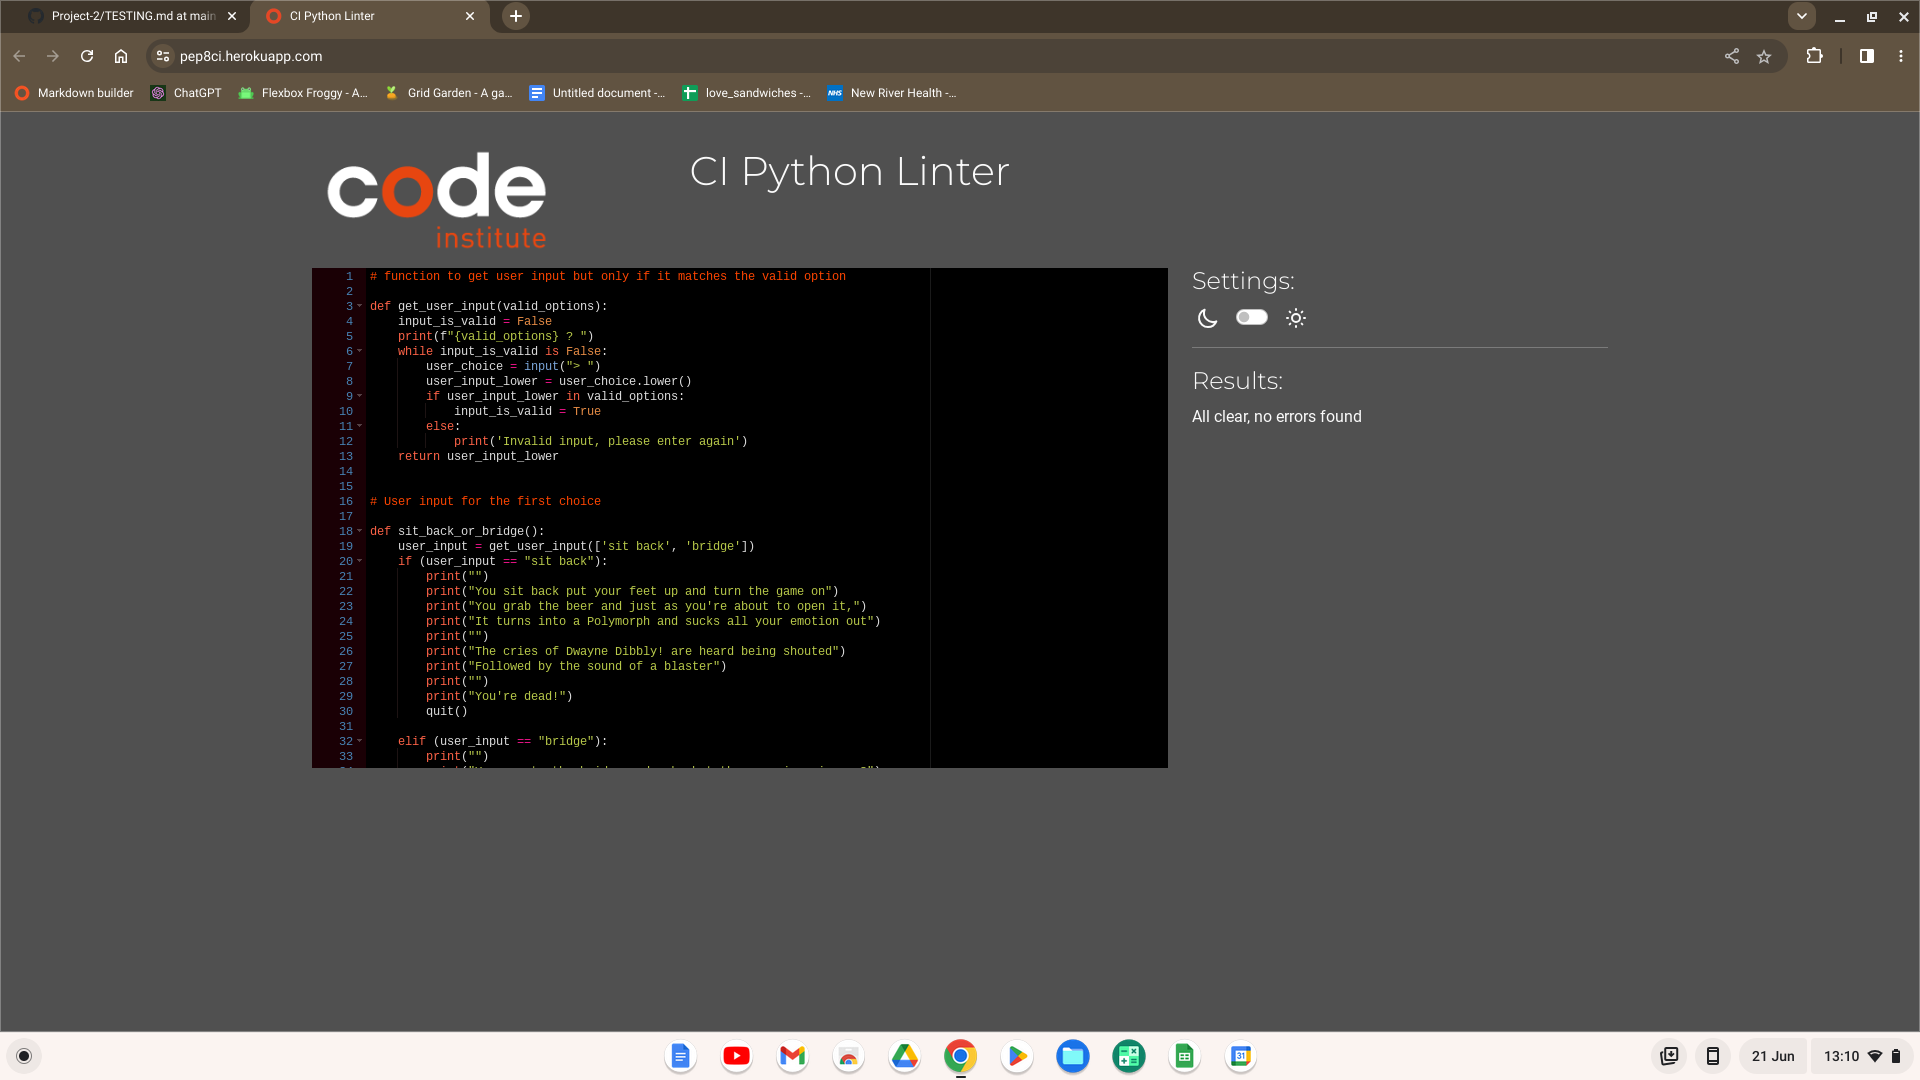 Project-2/TESTING.md at main
CI Python Linter
pep8ci.herokuapp.com
Markdown builder
ChatGPT
Flexbox Froggy - A...
Grid Garden - A ga...
Untitled document -...
love_sandwiches -...
NHS
New River Health -...
code
institute
CI Python Linter
1 # function to get user input but only if it matches the valid option
2
3 def get_user_input(valid_options):
4     input_is_valid = False
5     print(f"{valid_options} ? ")
6     while input_is_valid is False:
7         user_choice = input("> ")
8         user_input_lower = user_choice.lower()
9         if user_input_lower in valid_options:
10             input_is_valid = True
11         else:
12             print('Invalid input, please enter again')
13     return user_input_lower
14
15
16 # User input for the first choice
17
18 def sit_back_or_bridge():
19     user_input = get_user_input(['sit back', 'bridge'])
20     if (user_input == "sit back"):
21         print("")
22         print("You sit back put your feet up and turn the game on")
23         print("You grab the beer and just as you're about to open it,")
24         print("It turns into a Polymorph and sucks all your emotion out")
25         print("")
26         print("The cries of Dwayne Dibbly! are heard being shouted")
27         print("Followed by the sound of a blaster")
28         print("")
29         print("You're dead!")
30         quit()
31
32     elif (user_input == "bridge"):
33         print("")
Settings:
Results:
All clear, no errors found
31
21 Jun
13:10